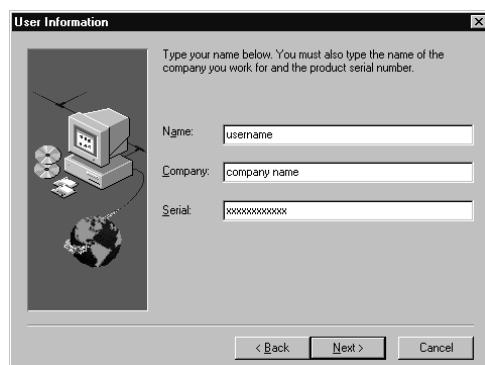 User Information
Type your name below. You must also type the name of the
company you work for and the product serial number.
Name: username
Company: company name
Serial: xxxxxxxxxxxx
< Back Next > Cancel